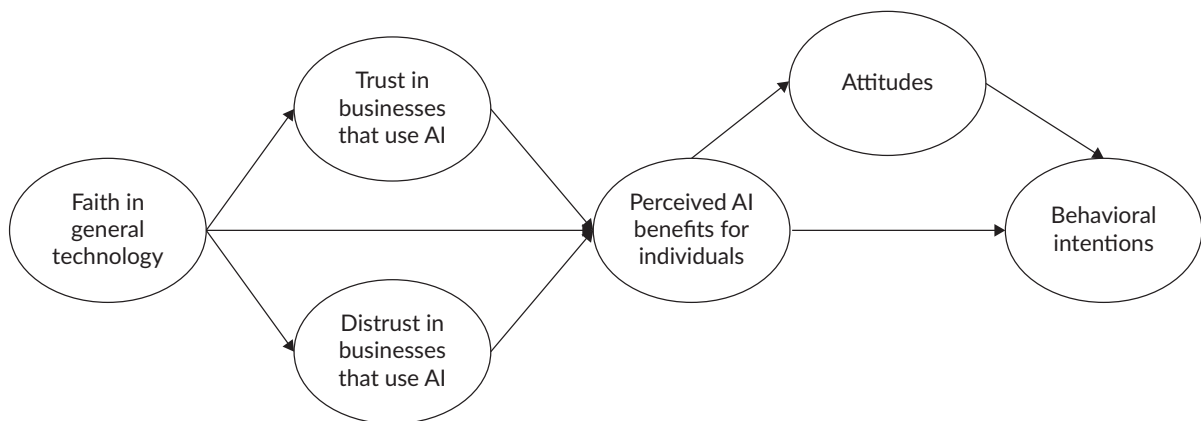 Faith in
general
technology
Trust in
businesses
that use AI
Distrust in
businesses
that use AI
Perceived AI
benefits for
individuals
Attitudes
Behavioral
intentions